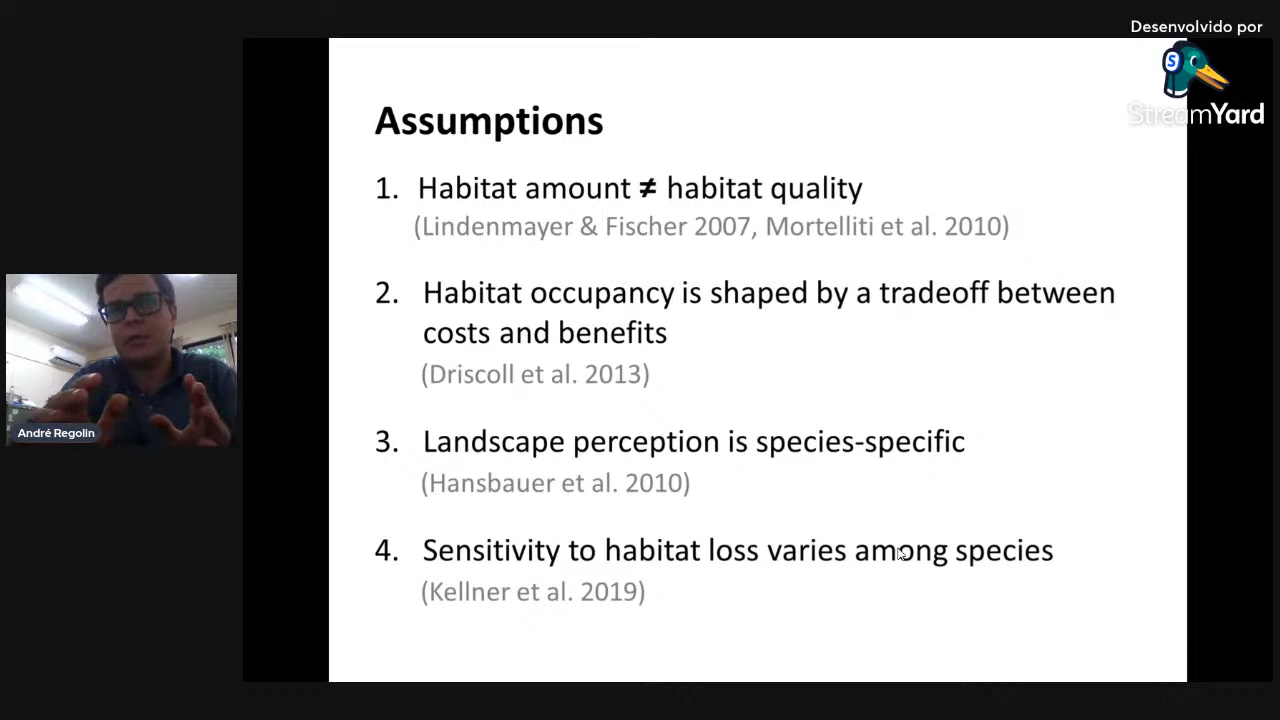 Desenvolvido por
S
StreamYard
Assumptions
1. Habitat amount ≠ habitat quality
(Lindenmayer & Fischer 2007, Mortelliti et al. 2010)
2. Habitat occupancy is shaped by a tradeoff between
costs and benefits
(Driscoll et al. 2013)
3. Landscape perception is species-specific
(Hansbauer et al. 2010)
4. Sensitivity to habitat loss varies among species
(Kellner et al. 2019)
André Regolin